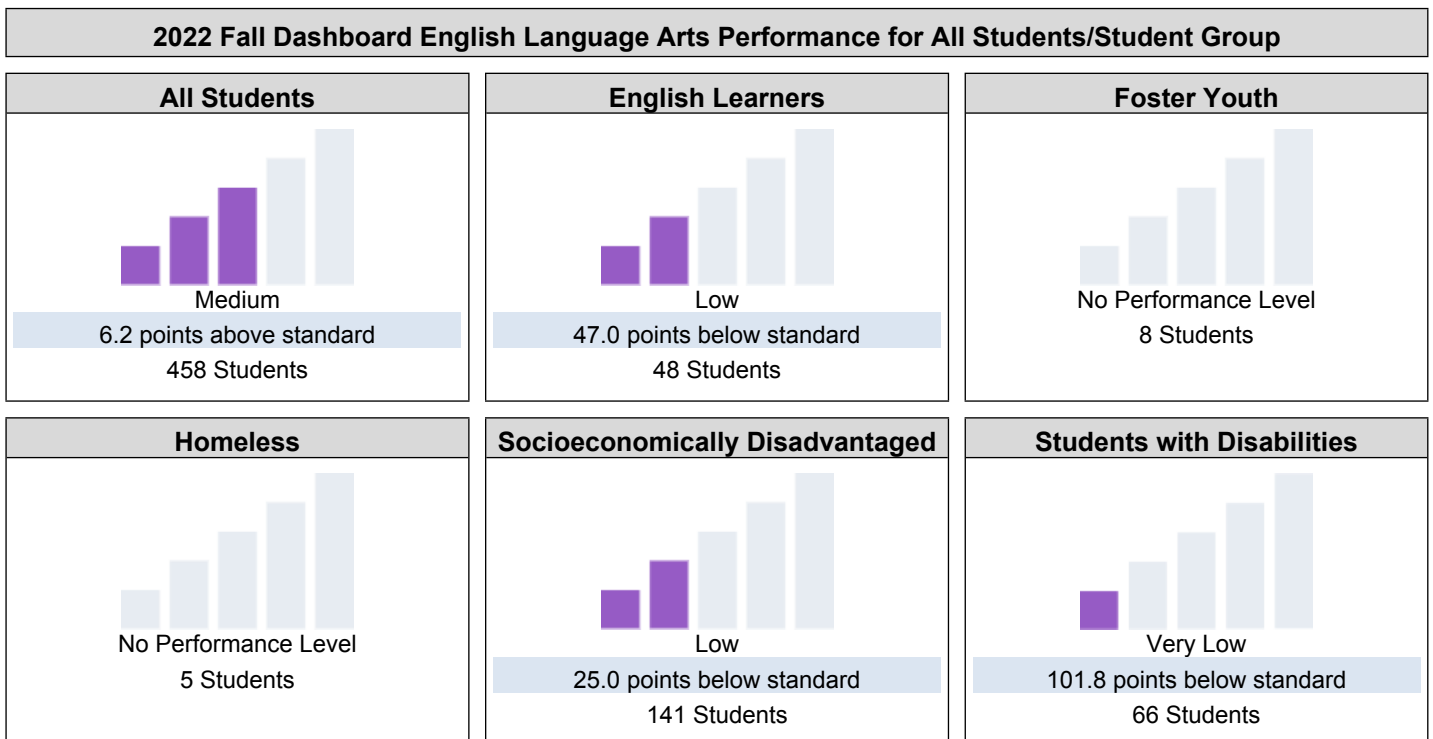 2022 Fall Dashboard English Language Arts Performance for All Students/Student Group
All Students
Medium
6.2 points above standard
458 Students
English Learners
Low
47.0 points below standard
48 Students
Foster Youth
No Performance Level
8 Students
Homeless
No Performance Level
5 Students
Socioeconomically Disadvantaged
Low
25.0 points below standard
141 Students
Students with Disabilities
Very Low
101.8 points below standard
66 Students